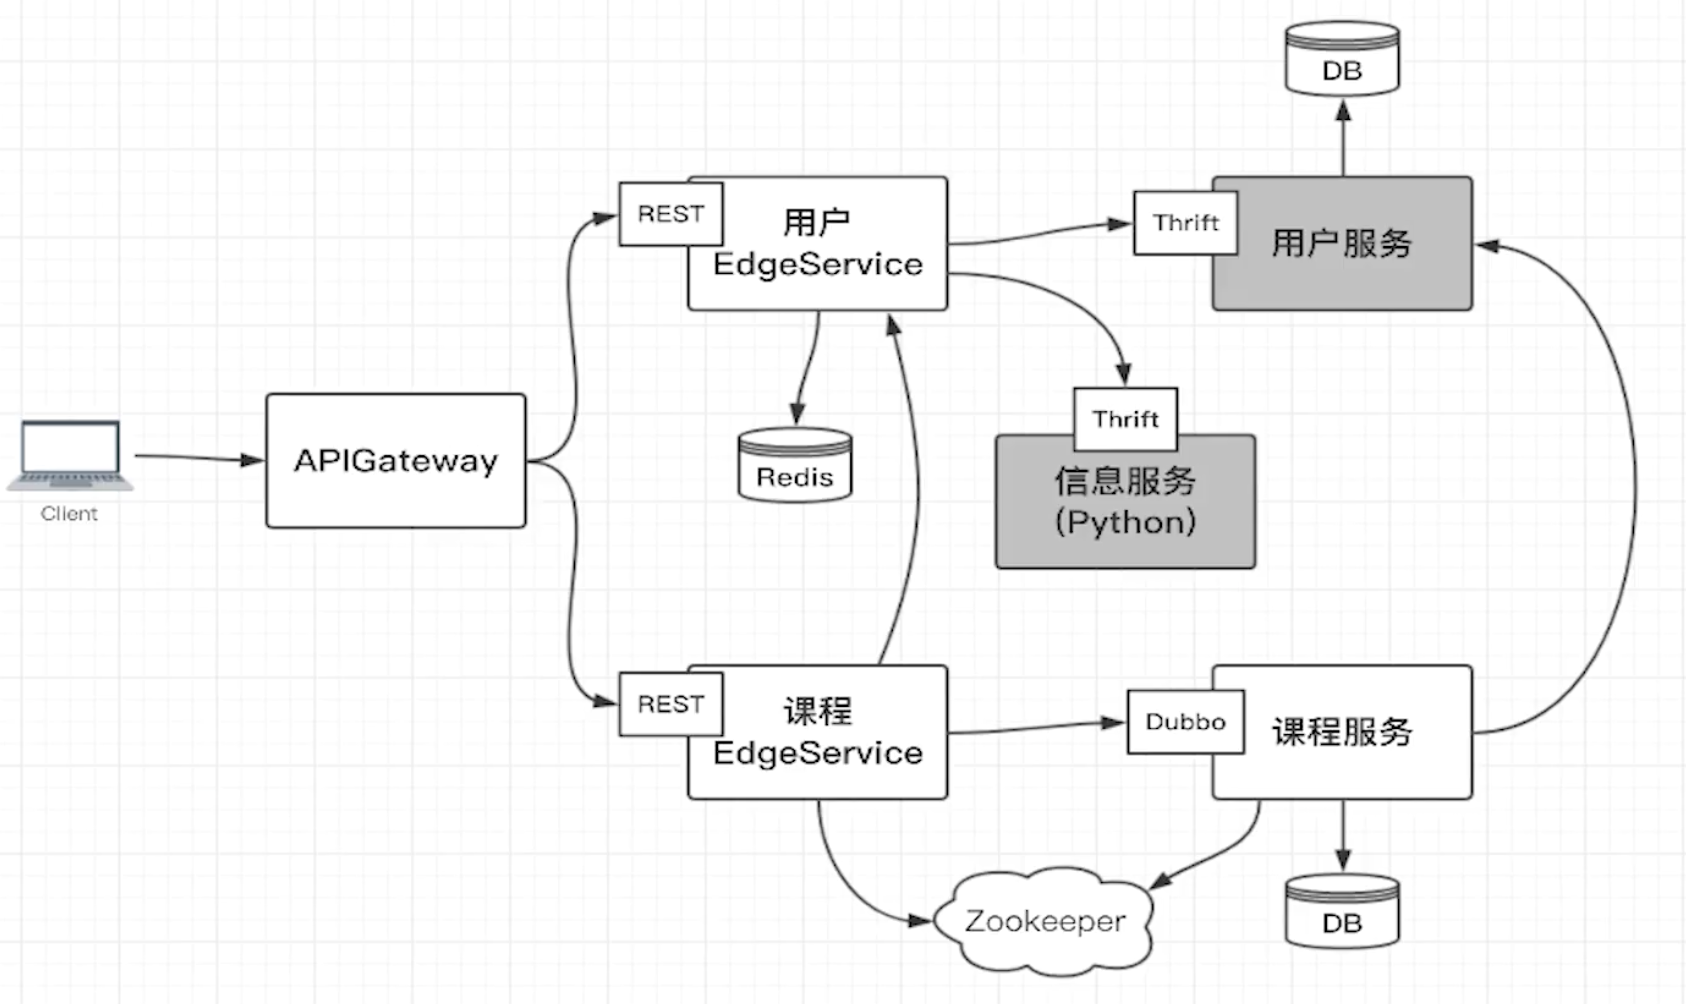 DB
REST
用户
EdgeService
Thrift
用户服务
Client
APIGateway
Redis
Thrift
信息服务
(Python)
REST
课程
EdgeService
Dubbo
课程服务
Zookeeper
DB